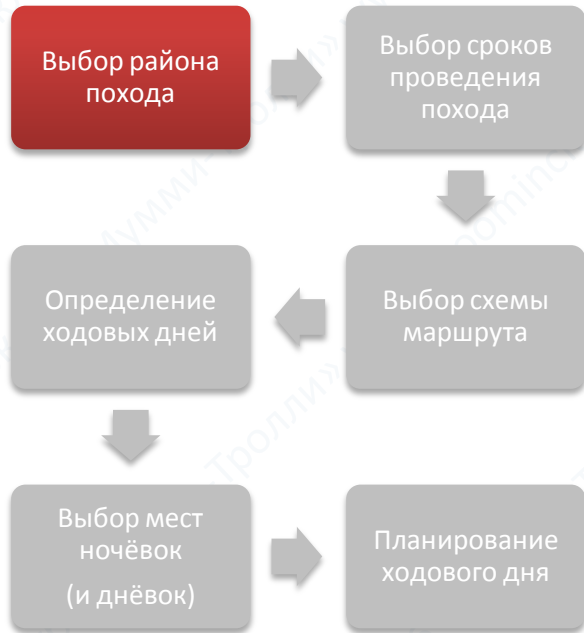 Выбор района
похода
Выбор сроков
проведения
похода
Выбор схемы
маршрута
Определение
ходовых дней
Выбор мест
ночёвок
(и днёвок)
Планирование
ходового дня